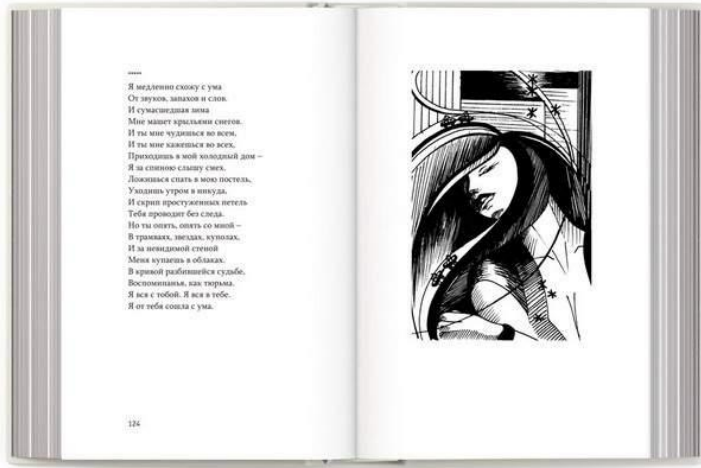 *****
Я медленно схожу с ума
От звуков, запахов и слов.
И сумасшедшая зима
Мне машет крыльями снегов.
И ты мне чудишься во всем,
И ты мне кажешься во всех,
Приходишь в мой холодный дом –
Я за спиною слышу смех.
Ложишься спать в мою постель,
Уходишь утром в никуда,
И скрип простуженных петель
Тебя проводит без следа.
Но ты опять, опять со мной –
В трамваях, звездах, куполах,
И за невидимой стеной
Меня купаешь в облаках.
В кривой разбившейся судьбе,
Воспоминанья, как тюрьма.
Я вся с тобой. Я вся в тебе.
Я от тебя сошла с ума.
124